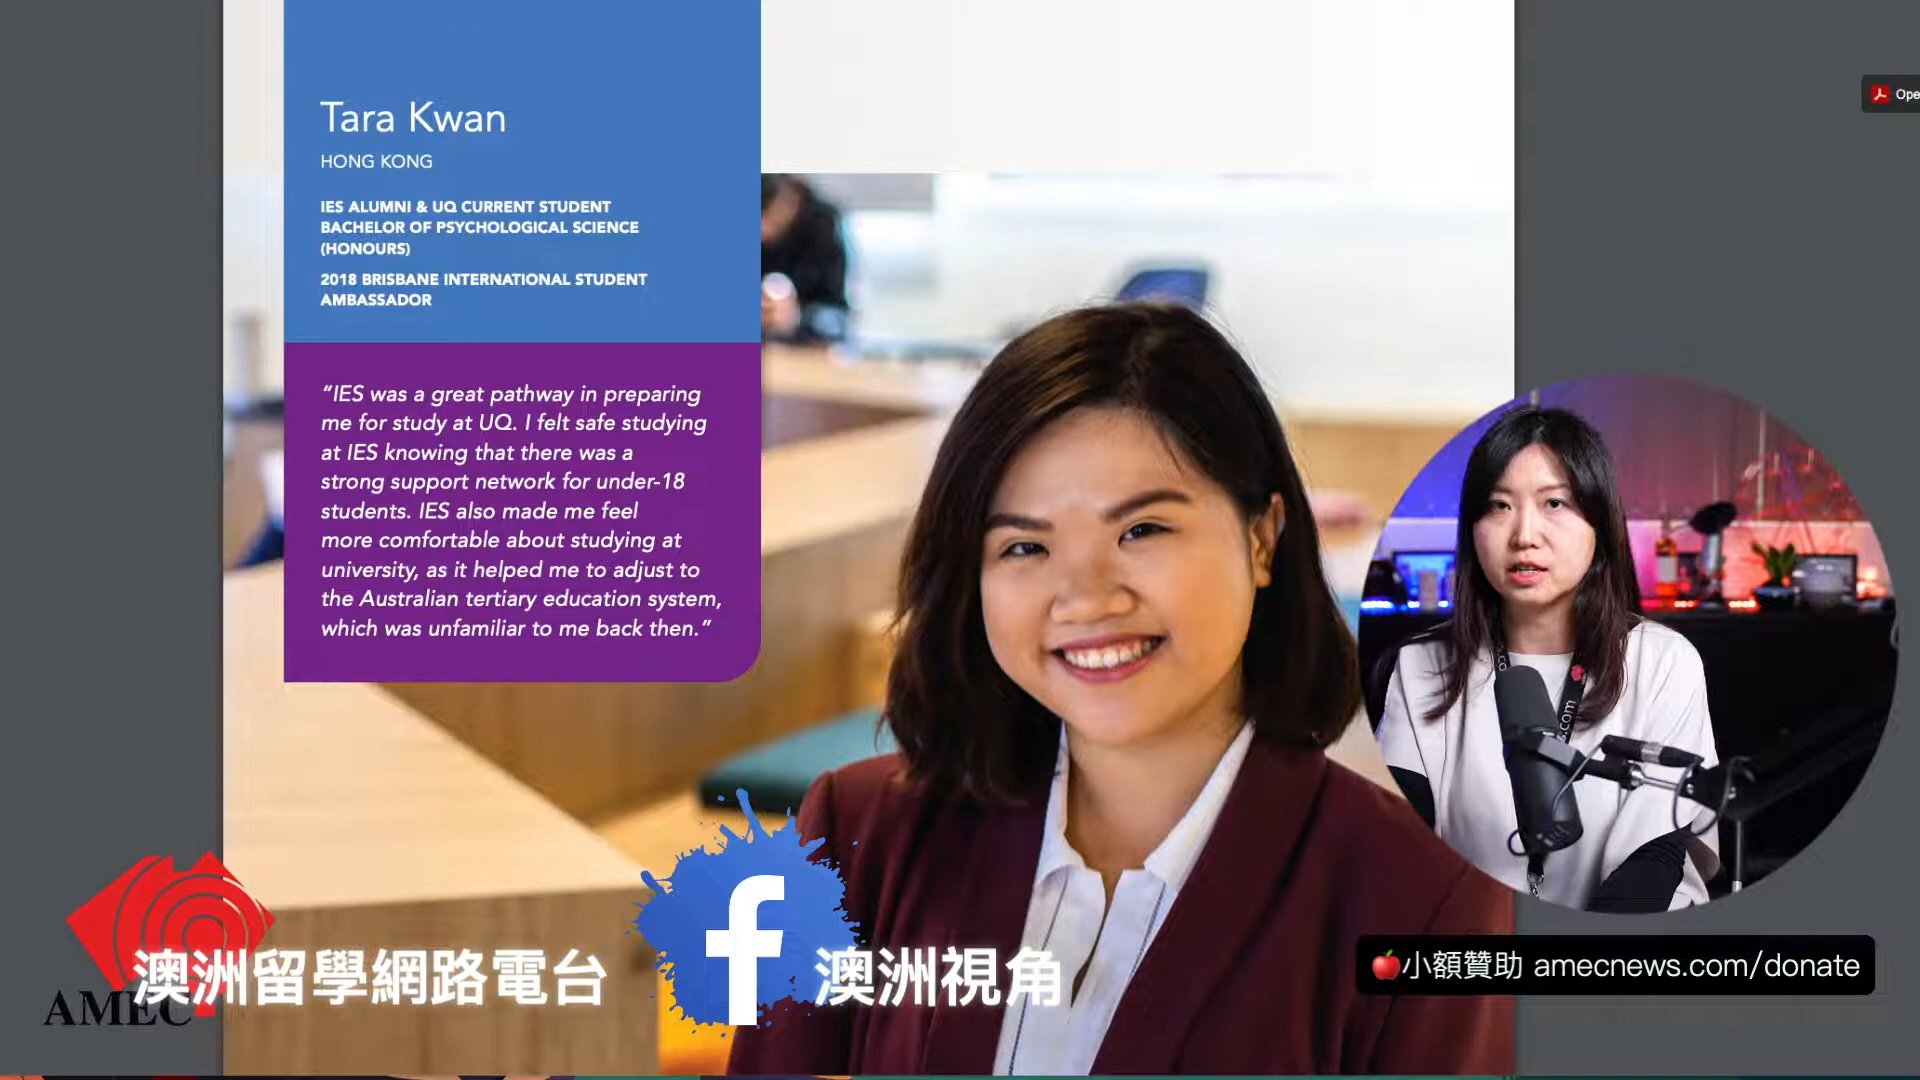 Tara Kwan
HONG KONG
IES ALUMNI & UQ CURRENT STUDENT
BACHELOR OF PSYCHOLOGICAL SCIENCE
(HONOURS)
2018 BRISBANE INTERNATIONAL STUDENT
AMBASSADOR
“IES was a great pathway in preparing
me for study at UQ. I felt safe studying
at IES knowing that there was a
strong support network for under-18
students. IES also made me feel
more comfortable about studying at
university, as it helped me to adjust to
the Australian tertiary education system,
which was unfamiliar to me back then.”
Ope
s.com
AMEC
澳洲留學網路電台
f
澳洲視角
小額贊助 amecnews.com/donate